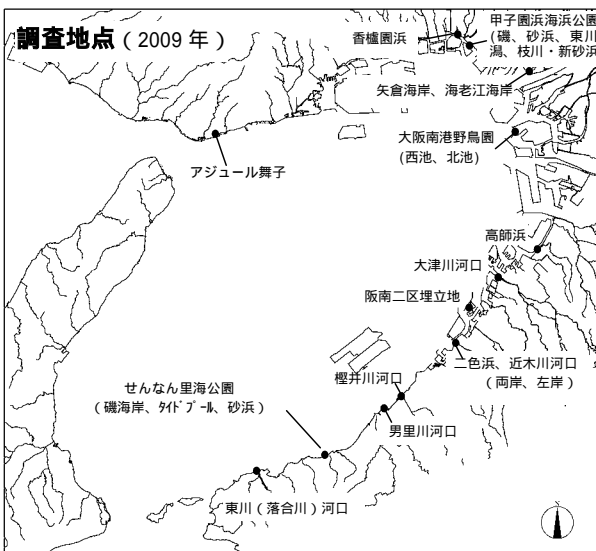 調査地点（2009 年）
香櫨園浜
甲子園浜海浜公園
(磯、砂浜、東川
潟、枝川・新砂浜
矢倉海岸、海老江海岸
大阪南港野鳥園
(西池、北池)
アジュール舞子
高師浜
大津川河口
阪南二区埋立地
二色浜、近木川河口
（両岸、左岸）
樫井川河口
男里川河口
せんなん里海公園
（磯海岸、ﾀｲﾄﾞﾌﾟｰﾙ、砂浜）
東川（落合川）河口
N